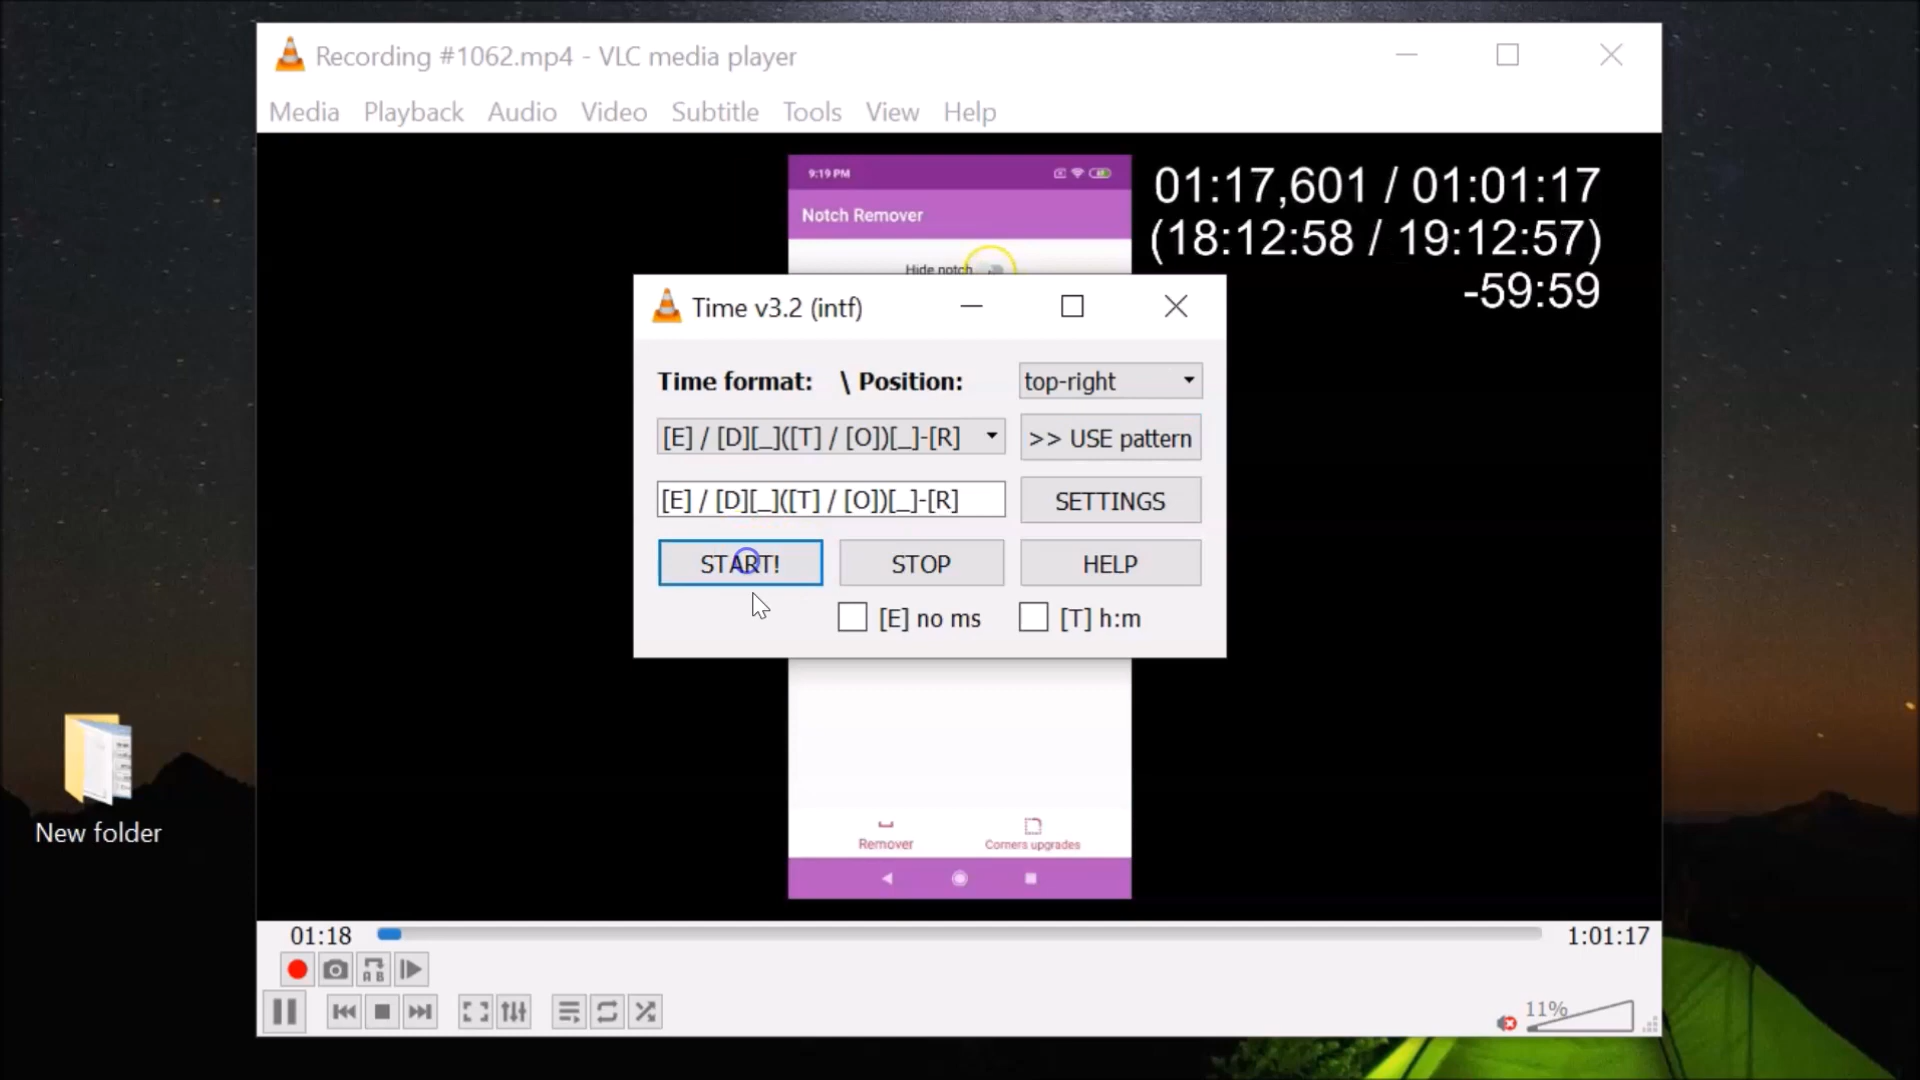 Recording #1062.mp4 - VLC media player
Media Playback Audio Video Subtitle Tools View Help
9:19 PM
Notch Remover
Hide notch
01:17,601 / 01:01:17
(18:12:58 / 19:12:57)
-59:59
Time v3.2 (intf)
Time format: \ Position: top-right
[E] / [D][_]([T] / [O])[_]-[R] >> USE pattern
[E] / [D][_]([T] / [O])[_]-[R] SETTINGS
START! STOP HELP
[E] no ms [T] h:m
New folder
Remover Corners upgrades
01:18 1:01:17
A B
11%